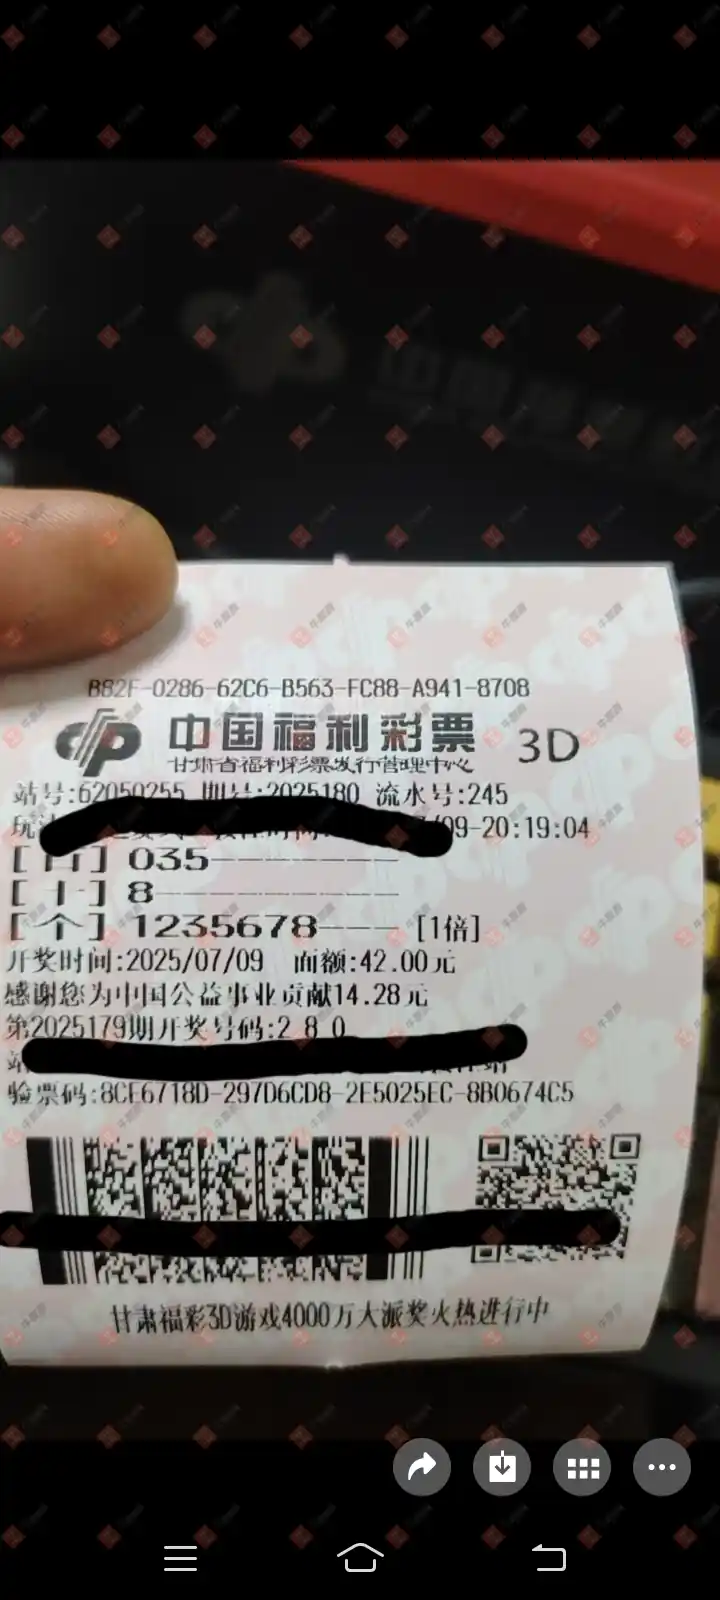 B82F-0286-62C6-B563-FC88-A941-8708
中国福利彩票 3D
甘肃省福利彩票发行管理中心
站号:62050255 期号:2025180 流水号:245
09-20:19:04
[百] 035
[十] 8
[个] 1235678 [1倍]
开奖时间:2025/07/09 面额:42.00元
感谢您为中国公益事业贡献14.28元
第2025179期开奖号码:2 8 0
验票码:8CF6718D-297D6CD8-2E5025EC-8B0674C5
甘肃福彩3D游戏4000万大派奖火热进行中